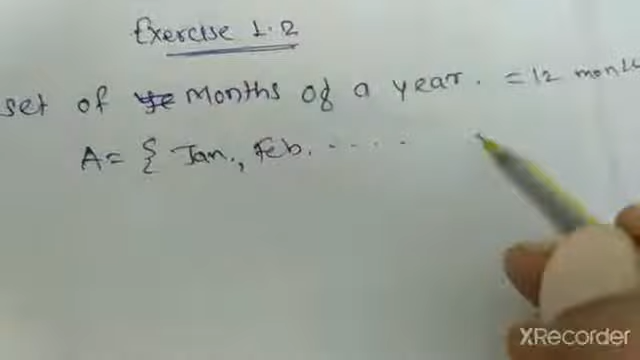 Exercise 1.2
set of Months of a year. = 12 month
A = { Jan., Feb. .....
XRecorder